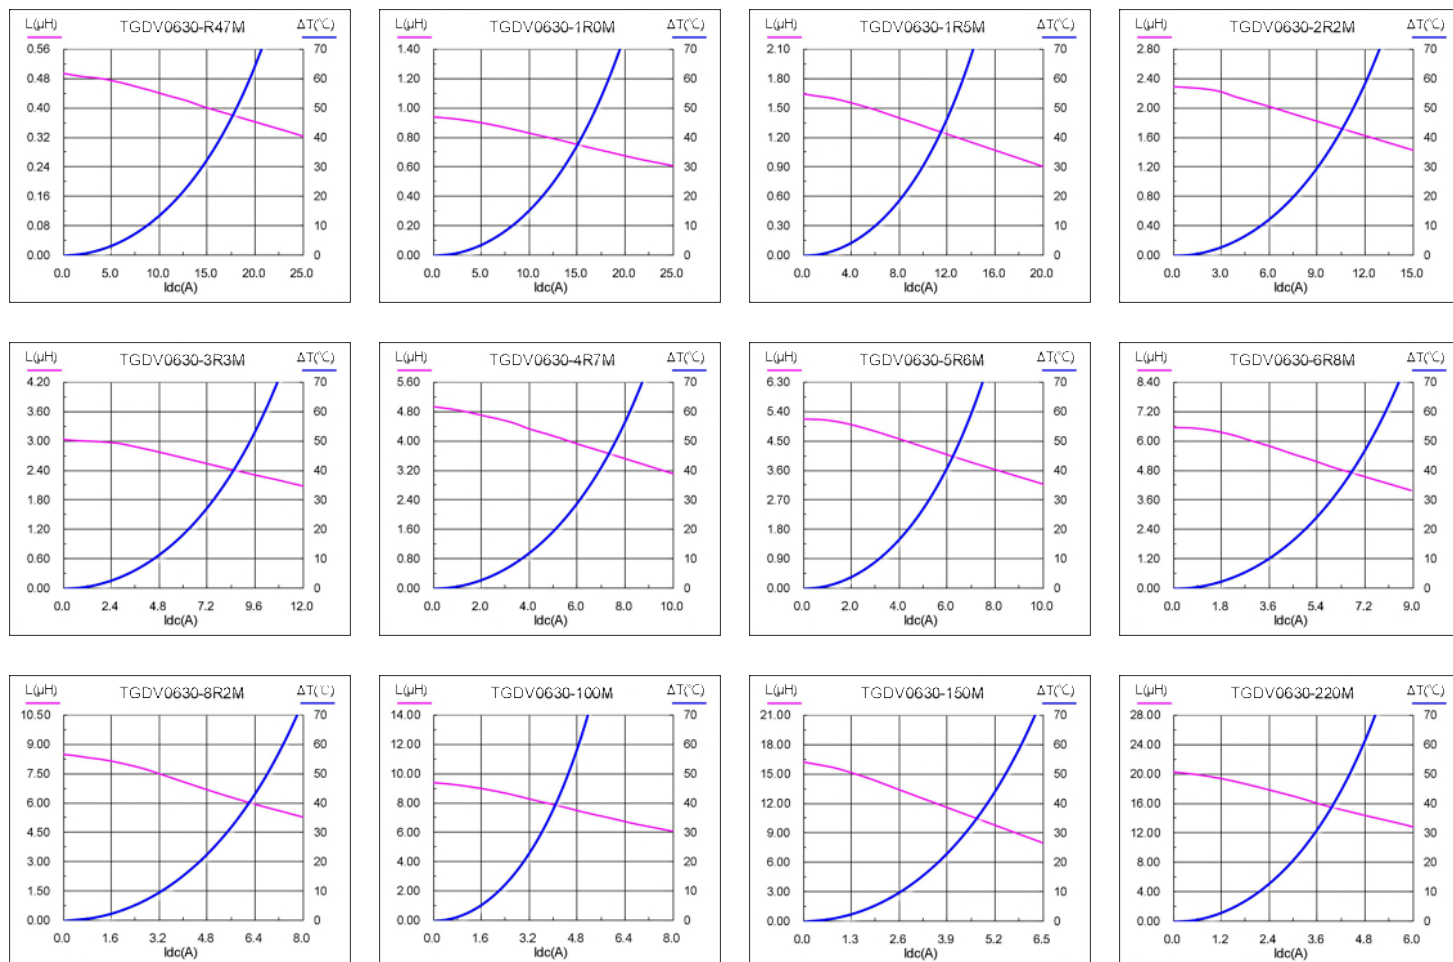 L(μH) TGDV0630-R47M ΔT(℃)
0.56 70
0.48 60
0.40 50
0.32 40
0.24 30
0.16 20
0.08 10
0.00 0
0.0 5.0 10.0 15.0 20.0 25.0
Idc(A)
L(μH) TGDV0630-1R0M ΔT(℃)
1.40 70
1.20 60
1.00 50
0.80 40
0.60 30
0.40 20
0.20 10
0.00 0
0.0 5.0 10.0 15.0 20.0 25.0
Idc(A)
L(μH) TGDV0630-1R5M ΔT(℃)
2.10 70
1.80 60
1.50 50
1.20 40
0.90 30
0.60 20
0.30 10
0.00 0
0.0 4.0 8.0 12.0 16.0 20.0
Idc(A)
L(μH) TGDV0630-2R2M ΔT(℃)
2.80 70
2.40 60
2.00 50
1.60 40
1.20 30
0.80 20
0.40 10
0.00 0
0.0 3.0 6.0 9.0 12.0 15.0
Idc(A)
L(μH) TGDV0630-3R3M ΔT(℃)
4.20 70
3.60 60
3.00 50
2.40 40
1.80 30
1.20 20
0.60 10
0.00 0
0.0 2.4 4.8 7.2 9.6 12.0
Idc(A)
L(μH) TGDV0630-4R7M ΔT(℃)
5.60 70
4.80 60
4.00 50
3.20 40
2.40 30
1.60 20
0.80 10
0.00 0
0.0 2.0 4.0 6.0 8.0 10.0
Idc(A)
L(μH) TGDV0630-5R6M ΔT(℃)
6.30 70
5.40 60
4.50 50
3.60 40
2.70 30
1.80 20
0.90 10
0.00 0
0.0 2.0 4.0 6.0 8.0 10.0
Idc(A)
L(μH) TGDV0630-6R8M ΔT(℃)
8.40 70
7.20 60
6.00 50
4.80 40
3.60 30
2.40 20
1.20 10
0.00 0
0.0 1.8 3.6 5.4 7.2 9.0
Idc(A)
L(μH) TGDV0630-8R2M ΔT(℃)
10.50 70
9.00 60
7.50 50
6.00 40
4.50 30
3.00 20
1.50 10
0.00 0
0.0 1.6 3.2 4.8 6.4 8.0
Idc(A)
L(μH) TGDV0630-100M ΔT(℃)
14.00 70
12.00 60
10.00 50
8.00 40
6.00 30
4.00 20
2.00 10
0.00 0
0.0 1.6 3.2 4.8 6.4 8.0
Idc(A)
L(μH) TGDV0630-150M ΔT(℃)
21.00 70
18.00 60
15.00 50
12.00 40
9.00 30
6.00 20
3.00 10
0.00 0
0.0 1.3 2.6 3.9 5.2 6.5
Idc(A)
L(μH) TGDV0630-220M ΔT(℃)
28.00 70
24.00 60
20.00 50
16.00 40
12.00 30
8.00 20
4.00 10
0.00 0
0.0 1.2 2.4 3.6 4.8 6.0
Idc(A)